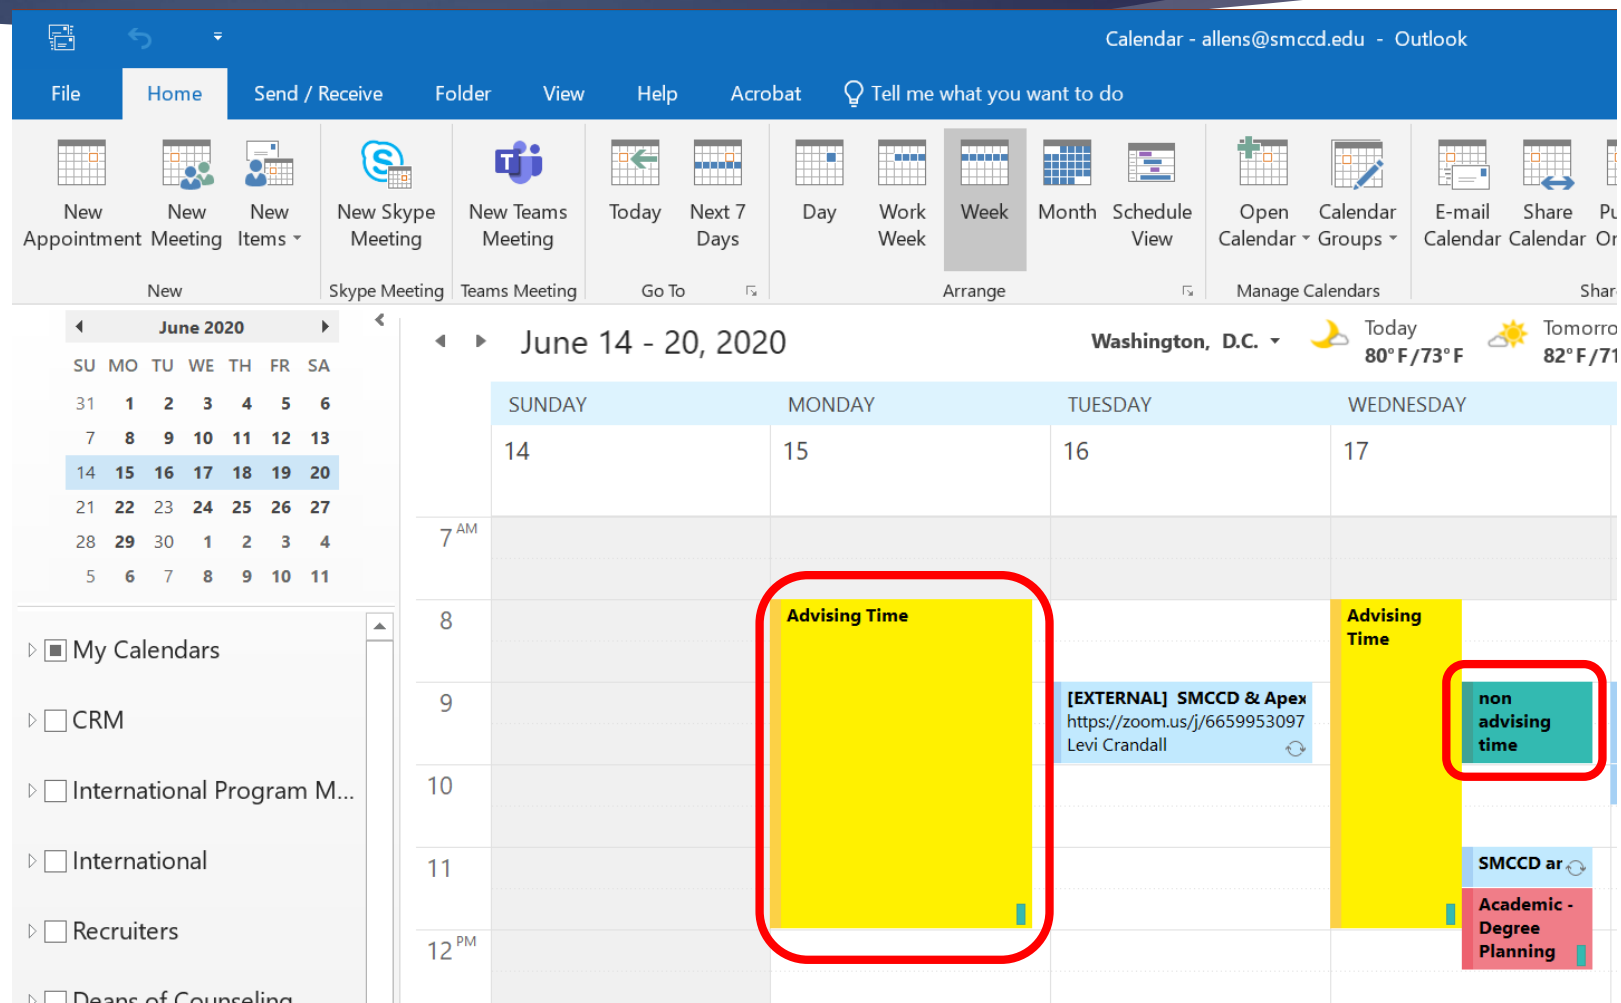 Calendar - allens@smccd.edu - Outlook
File Home Send / Receive Folder View Help Acrobat Tell me what you want to do
New Appointment
New Meeting
New Items
New Skype Meeting
New Teams Meeting
Today
Next 7 Days
Day
Work Week
Week
Month
Schedule View
Open Calendar
Calendar Groups
E-mail Calendar
Share Calendar
New Skype Meeting Teams Meeting Go To Arrange Manage Calendars
June 2020
SU MO TU WE TH FR SA
31 1 2 3 4 5 6
7 8 9 10 11 12 13
14 15 16 17 18 19 20
21 22 23 24 25 26 27
28 29 30 1 2 3 4
5 6 7 8 9 10 11
My Calendars
CRM
International Program M...
International
Recruiters
Deans of Counseling
June 14 - 20, 2020
Washington, D.C.
Today
80°F/73°F
Tomorro
82°F/71
SUNDAY MONDAY TUESDAY WEDNESDAY
14 15 16 17
7 AM
8
9
10
11
12 PM
Advising Time
[EXTERNAL] SMCCD & Apex
https://zoom.us/j/6659953097
Levi Crandall
Advising
Time
non
advising
time
SMCCD ar
Academic -
Degree
Planning